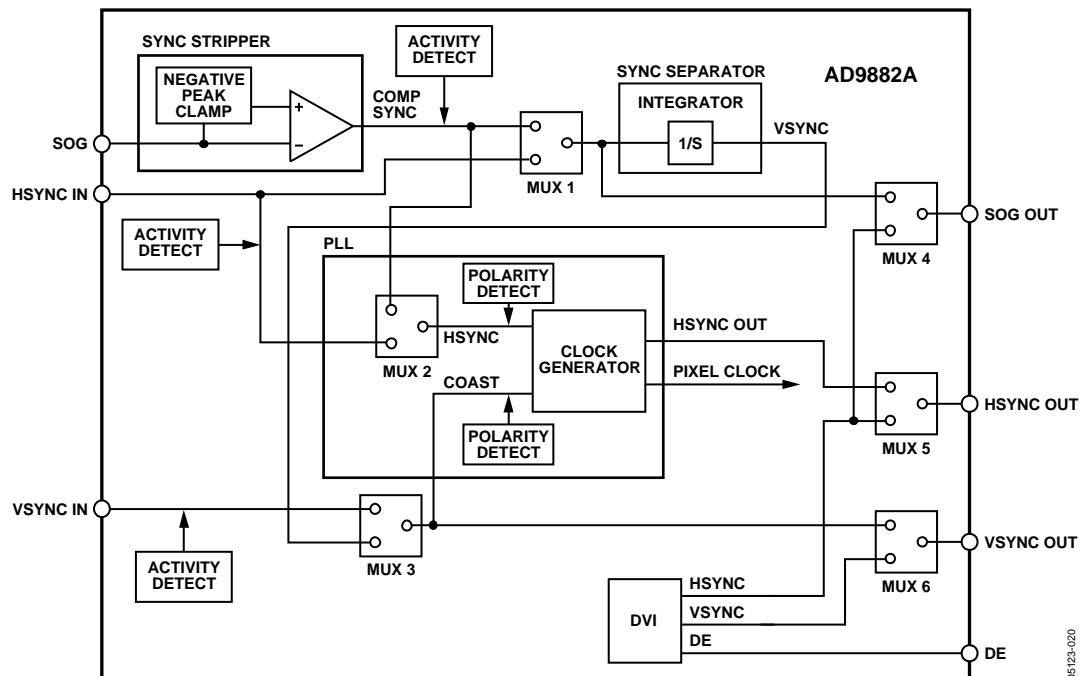 SYNC STRIPPER
ACTIVITY
DETECT
SYNC SEPARATOR
AD9882A
NEGATIVE
PEAK
CLAMP
COMP
SYNC
INTEGRATOR
VSYNC
+
−
1/S
SOG
MUX 1
HSYNC IN
SOG OUT
ACTIVITY
DETECT
PLL
MUX 4
POLARITY
DETECT
HSYNC
MUX 2
HSYNC OUT
CLOCK
GENERATOR
PIXEL CLOCK
COAST
HSYNC OUT
POLARITY
DETECT
MUX 5
VSYNC IN
VSYNC OUT
ACTIVITY
DETECT
MUX 3
MUX 6
HSYNC
VSYNC
DVI
DE
DE
05123-020